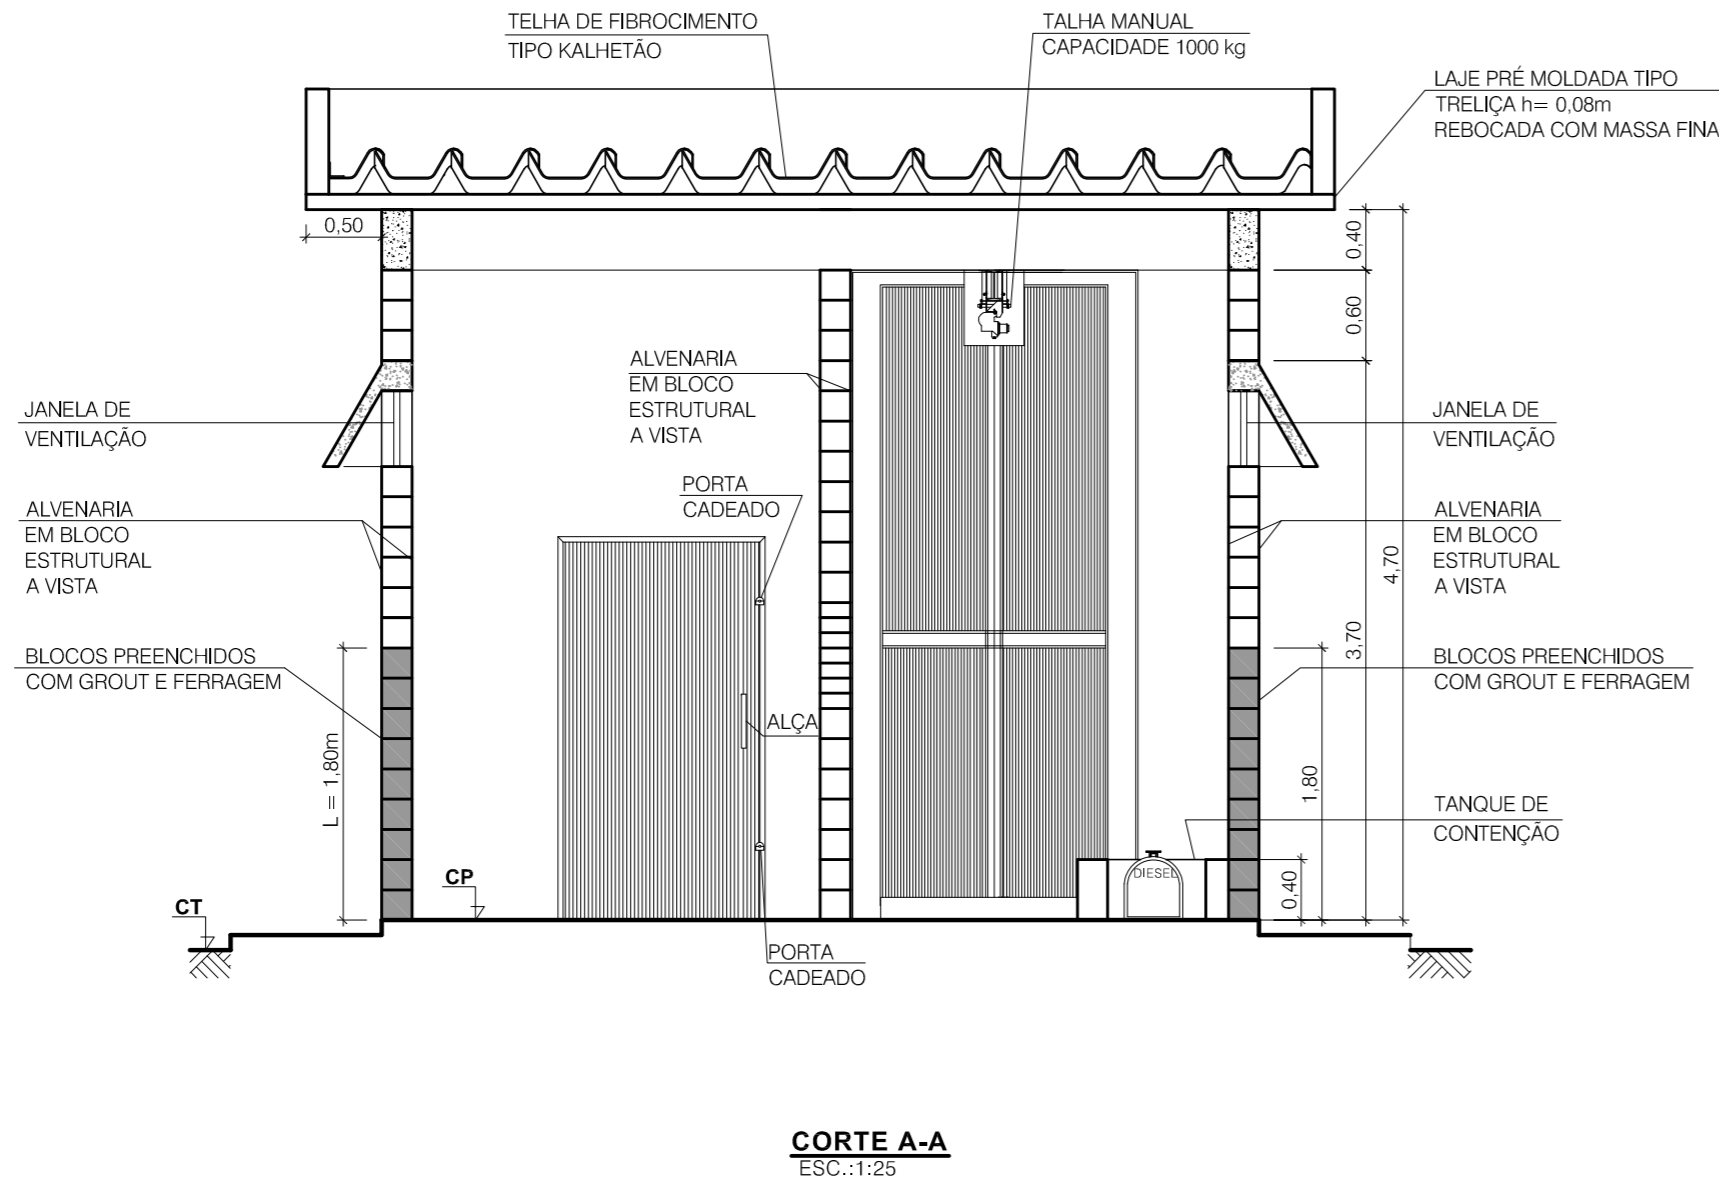 TELHA DE FIBROCIMENTO
TIPO KALHETÃO
TALHA MANUAL
CAPACIDADE 1000 kg
LAJE PRÉ MOLDADA TIPO
TRELIÇA h= 0,08m
REBOCADA COM MASSA FINA
0,50
0,40
0,60
ALVENARIA
EM BLOCO
ESTRUTURAL
A VISTA
JANELA DE
VENTILAÇÃO
JANELA DE
VENTILAÇÃO
PORTA
CADEADO
ALVENARIA
EM BLOCO
ESTRUTURAL
A VISTA
ALVENARIA
EM BLOCO
ESTRUTURAL
A VISTA
4,70
3,70
BLOCOS PREENCHIDOS
COM GROUT E FERRAGEM
BLOCOS PREENCHIDOS
COM GROUT E FERRAGEM
ALÇA
L = 1,80m
1,80
TANQUE DE
CONTENÇÃO
DIESEL
0,40
CP
CT
PORTA
CADEADO
CORTE A-A
ESC.:1:25